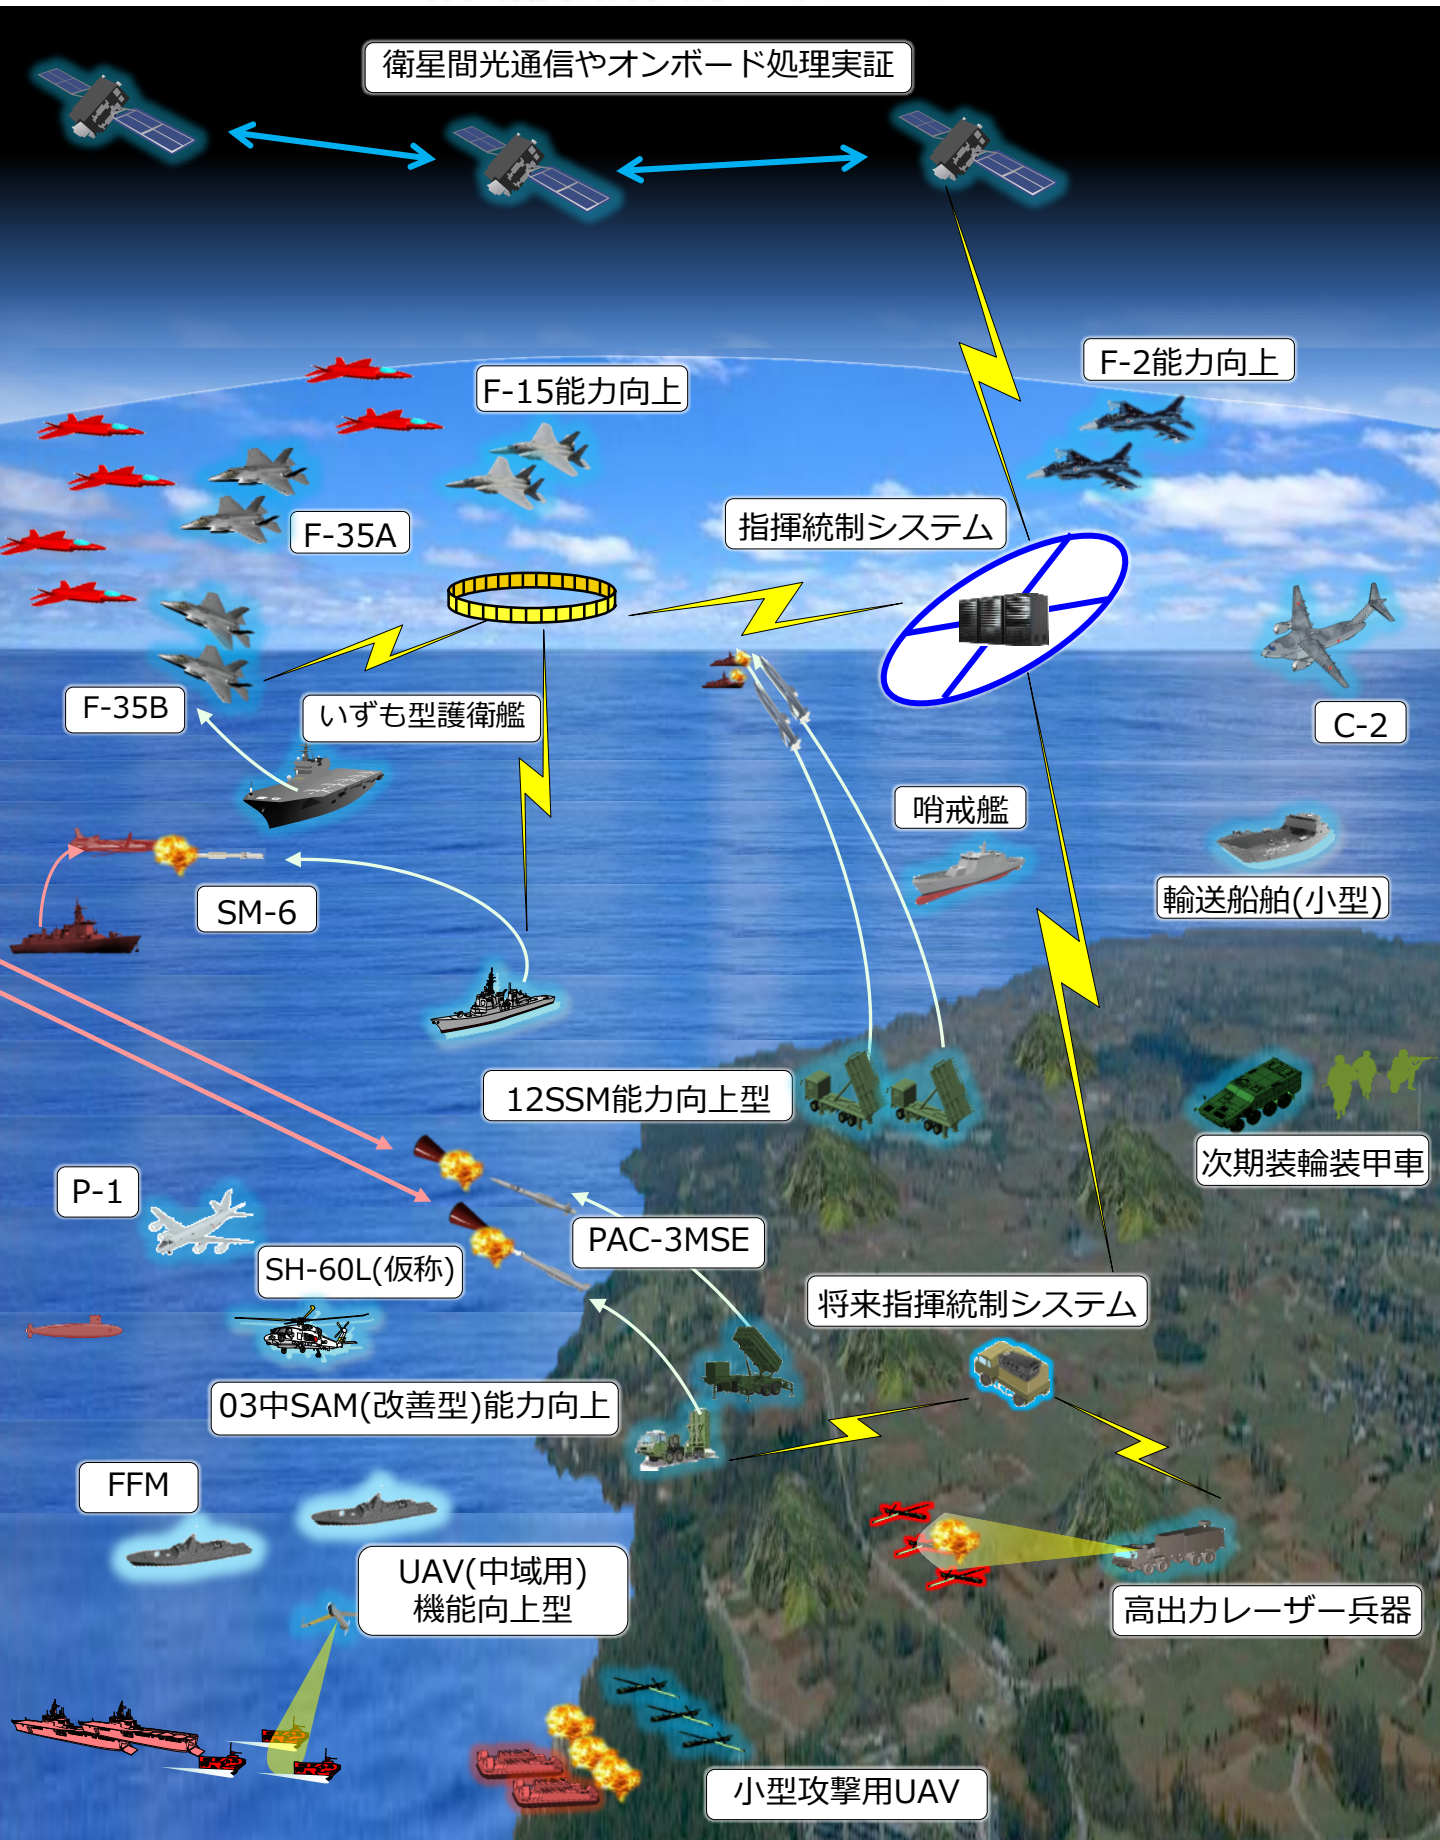 衛星間光通信やオンボード処理実証
F-2能力向上
F-15能力向上
指揮統制システム
F-35A
F-35B
いずも型護衛艦
C-2
哨戒艦
輸送船舶(小型)
SM-6
12SSM能力向上型
次期装輪装甲車
P-1
PAC-3MSE
SH-60L(仮称)
将来指揮統制システム
03中SAM(改善型)能力向上
FFM
UAV(中域用)
機能向上型
高出力レーザー兵器
小型攻撃用UAV